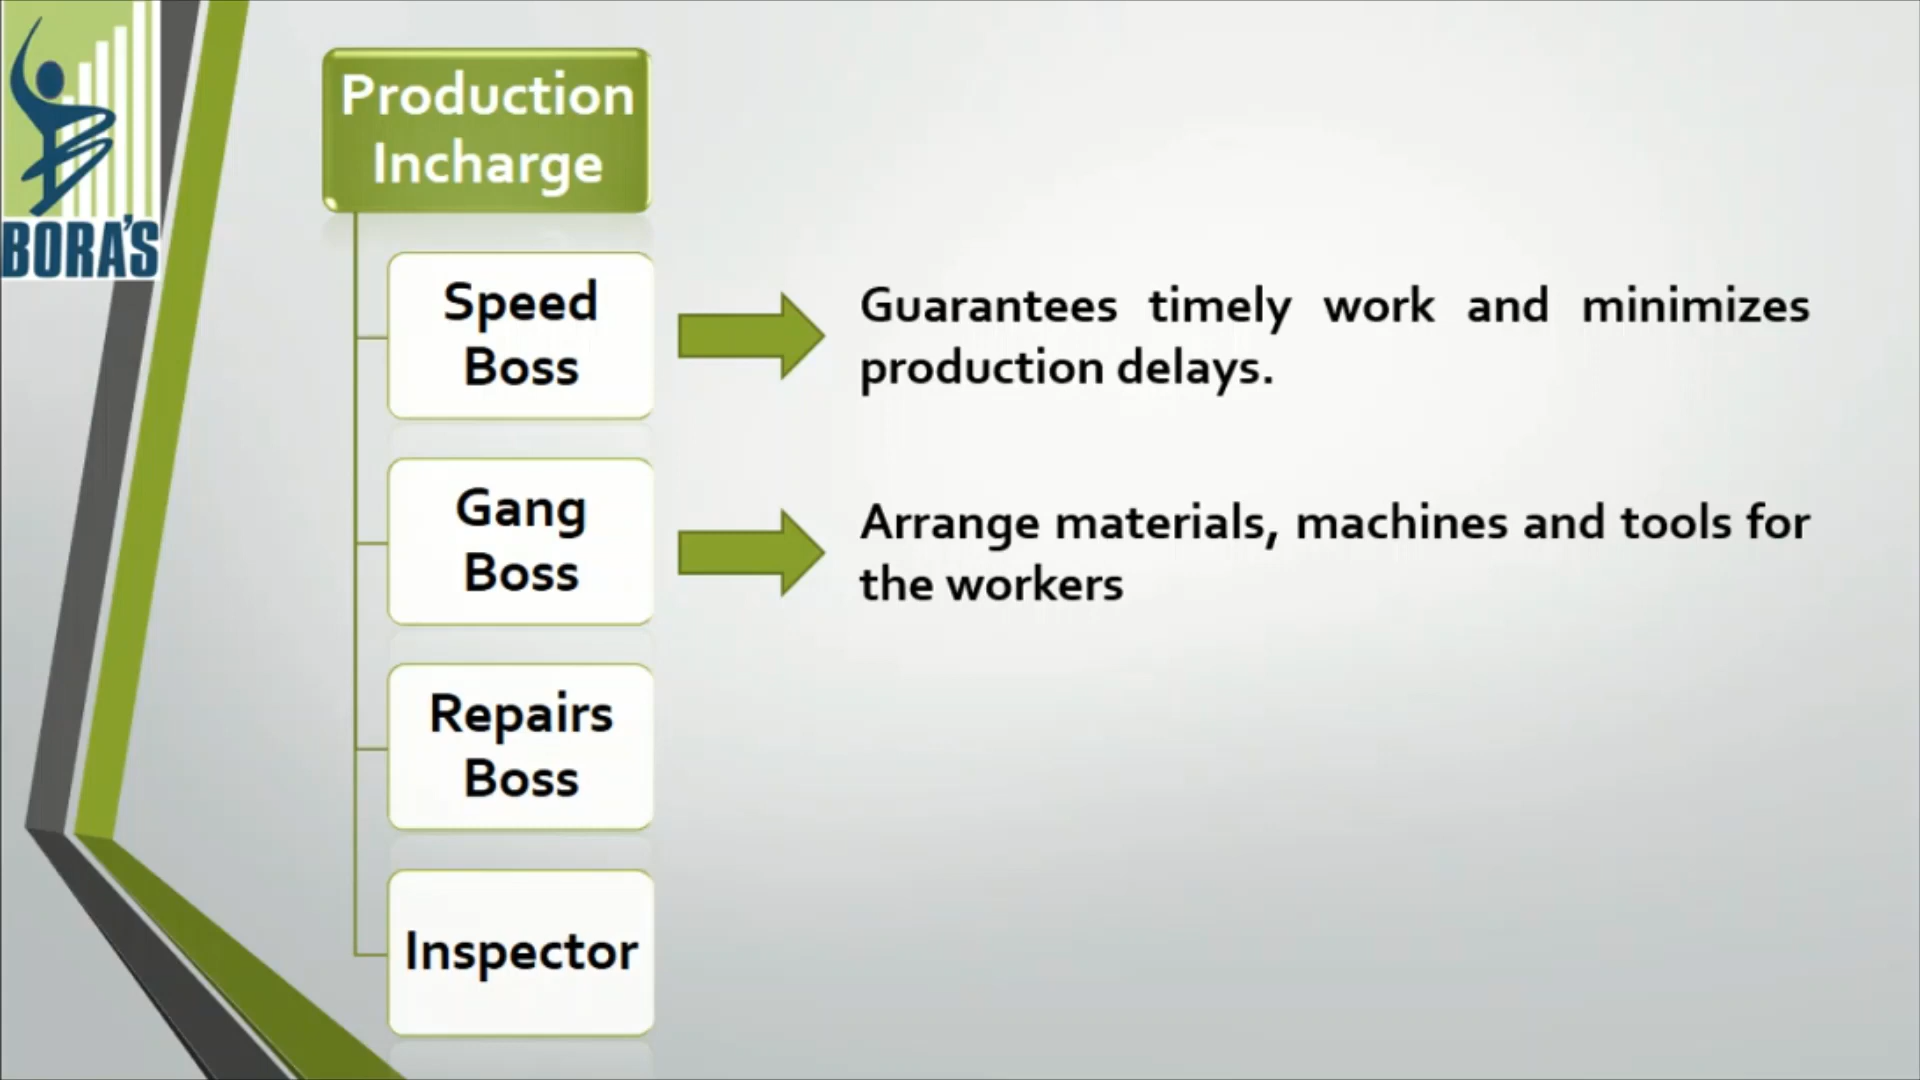 BORA'S
Production
Incharge
Speed
Boss
Guarantees timely work and minimizes
production delays.
Gang
Boss
Arrange materials, machines and tools for
the workers
Repairs
Boss
Inspector